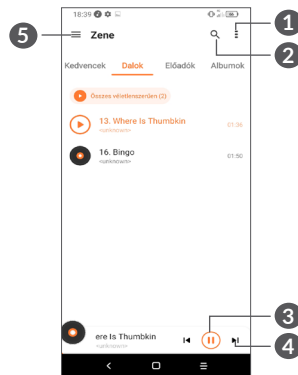 18:39
1
5
Zene
2
Kedvencek Dalok Előadók Albumok
Összes véletlenszerűen (2)
13. Where Is Thumbkin
<unknown>
01:36
16. Bingo
<unknown>
01:50
3
ere Is Thumbkin
<unknown>
4